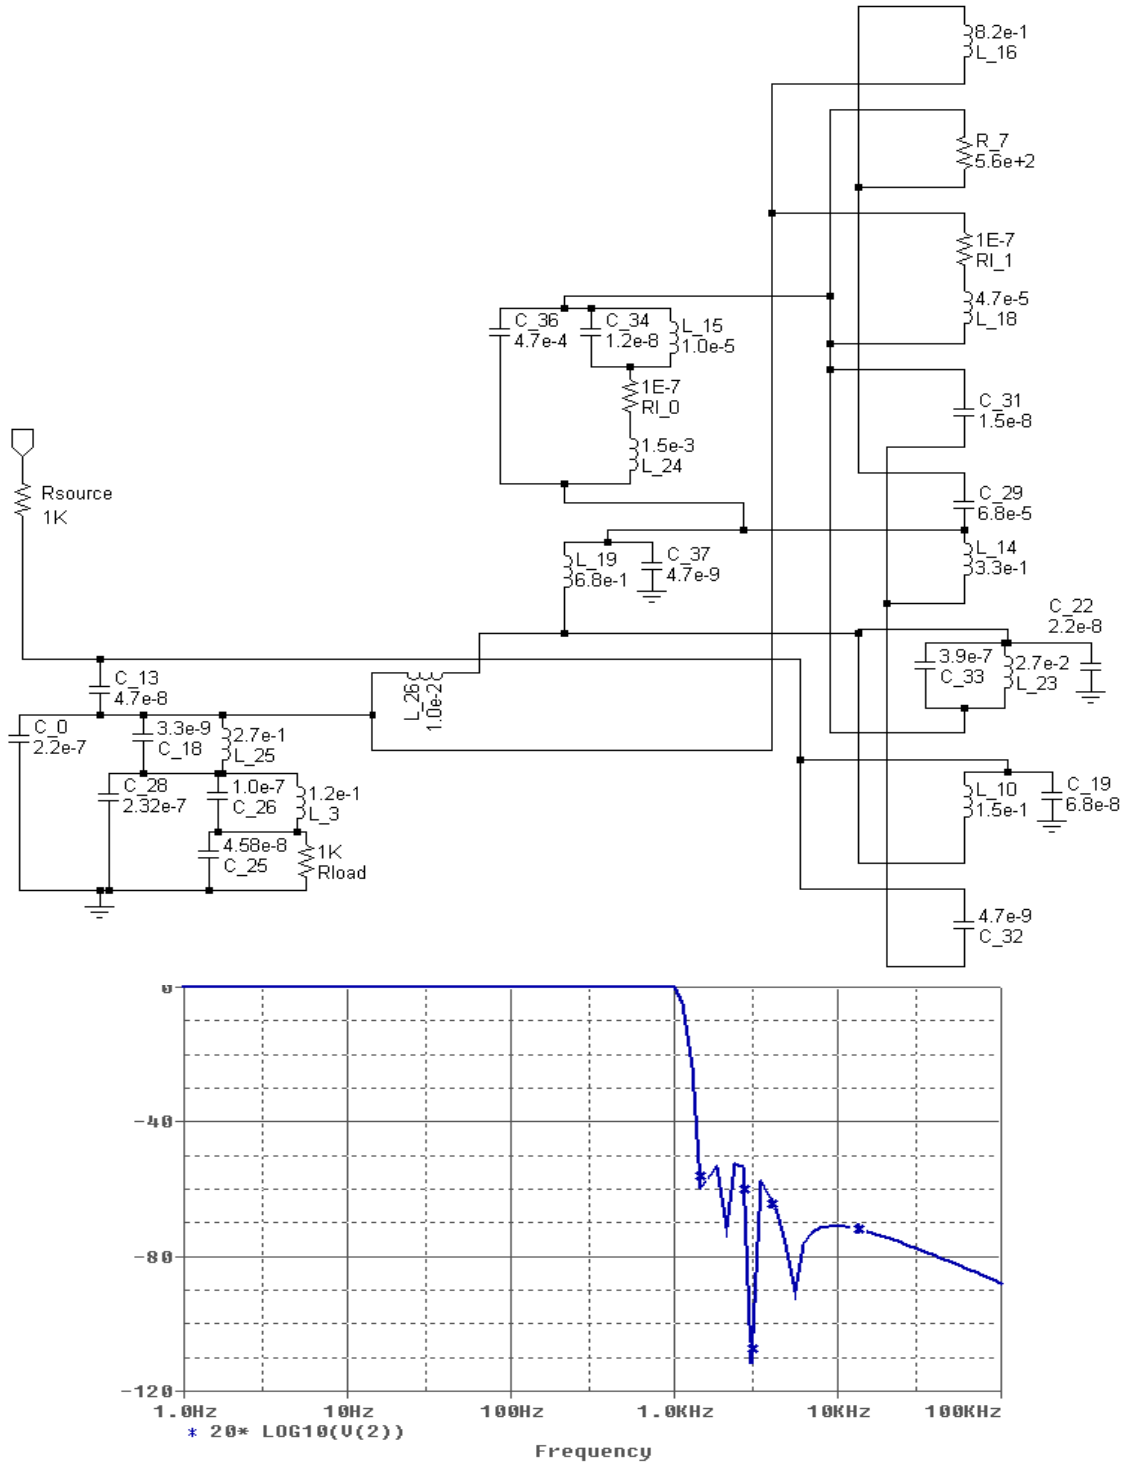 8.2e-1
L_16
R_7
5.6e+2
1E-7
RI_1
4.7e-5
L_18
C_36
4.7e-4
C_34
1.2e-8
L_15
1.0e-5
1E-7
RI_0
1.5e-3
L_24
C_31
1.5e-8
Rsource
1K
C_29
6.8e-5
L_14
3.3e-1
L_19
6.8e-1
C_37
4.7e-9
C_22
2.2e-8
3.9e-7
C_33
2.7e-2
L_23
C_13
4.7e-8
L_26
1.0e-2
C_0
2.2e-7
3.3e-9
C_18
2.7e-1
L_25
C_28
2.32e-7
1.0e-7
C_26
1.2e-1
L_3
4.58e-8
C_25
1K
Rload
L_10
1.5e-1
C_19
6.8e-8
4.7e-9
C_32
0
-40
-80
-120
1.0Hz 10Hz 100Hz 1.0KHz 10KHz 100KHz
* 20* LOG10(V(2))
Frequency